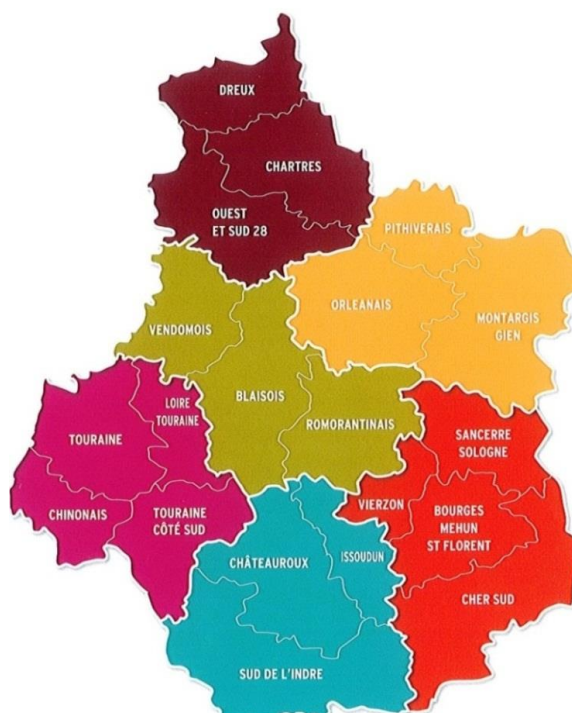 DREUX
CHARTRES
OUEST
ET SUD 28
PITHIVERAIS
ORLEANAIS
MONTARGIS
GIEN
VENDOMOIS
BLAISOIS
ROMORANTINAIS
LOIRE
TOURAINE
TOURAINE
CHINONAIS
TOURAINE
CÔTÉ SUD
SANCERRE
SOLOGNE
VIERZON
BOURGES
MEHUN
ST FLORENT
CHER SUD
CHÂTEAUROUX
ISSOUDUN
SUD DE L'INDRE